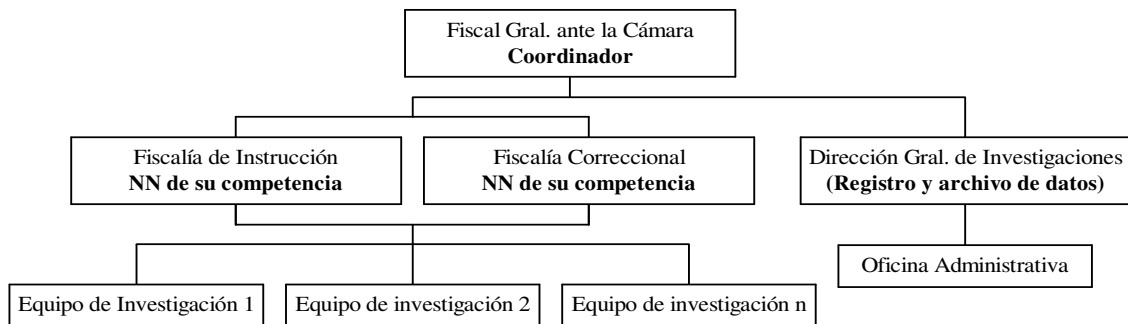 Fiscal Gral. ante la Cámara
Coordinador
Fiscalía de Instrucción
NN de su competencia
Fiscalía Correccional
NN de su competencia
Dirección Gral. de Investigaciones
(Registro y archivo de datos)
Oficina Administrativa
Equipo de Investigación 1
Equipo de investigación 2
Equipo de investigación n